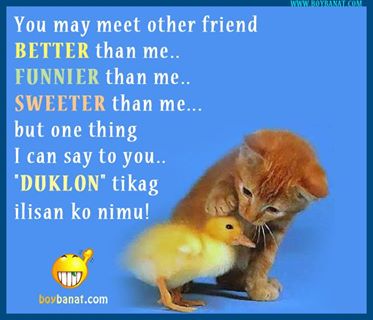 WWW.BOYBANAT.COM
You may meet other friend
BETTER than me..
FUNNIER than me..
SWEETER than me...
but one thing
I can say to you..
"DUKLON" tikag
ilisan ko nimu!
boybanat.com